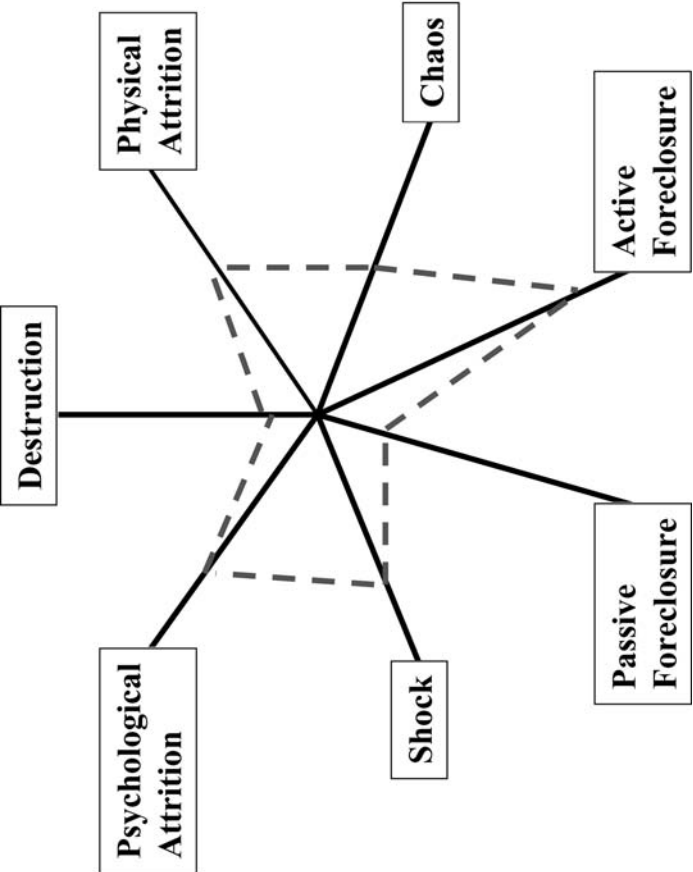 Destruction
Physical
Attrition
Chaos
Active
Foreclosure
Passive
Foreclosure
Shock
Psychological
Attrition